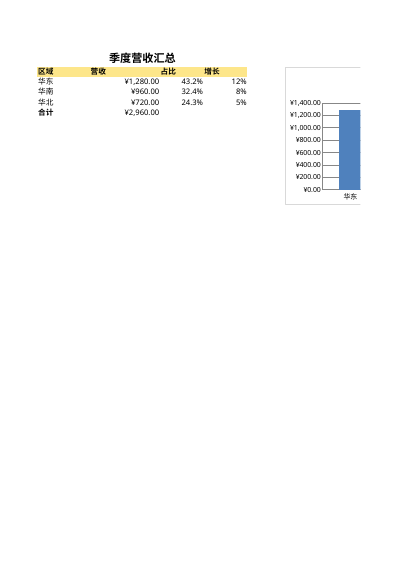 季度营收汇总
区域 营收 占比 增长
华东 ¥1,280.00 43.2% 12%
华南 ¥960.00 32.4% 8%
华北 ¥720.00 24.3% 5%
合计 ¥2,960.00
¥1,400.00
¥1,200.00
¥1,000.00
¥800.00
¥600.00
¥400.00
¥200.00
¥0.00
华东